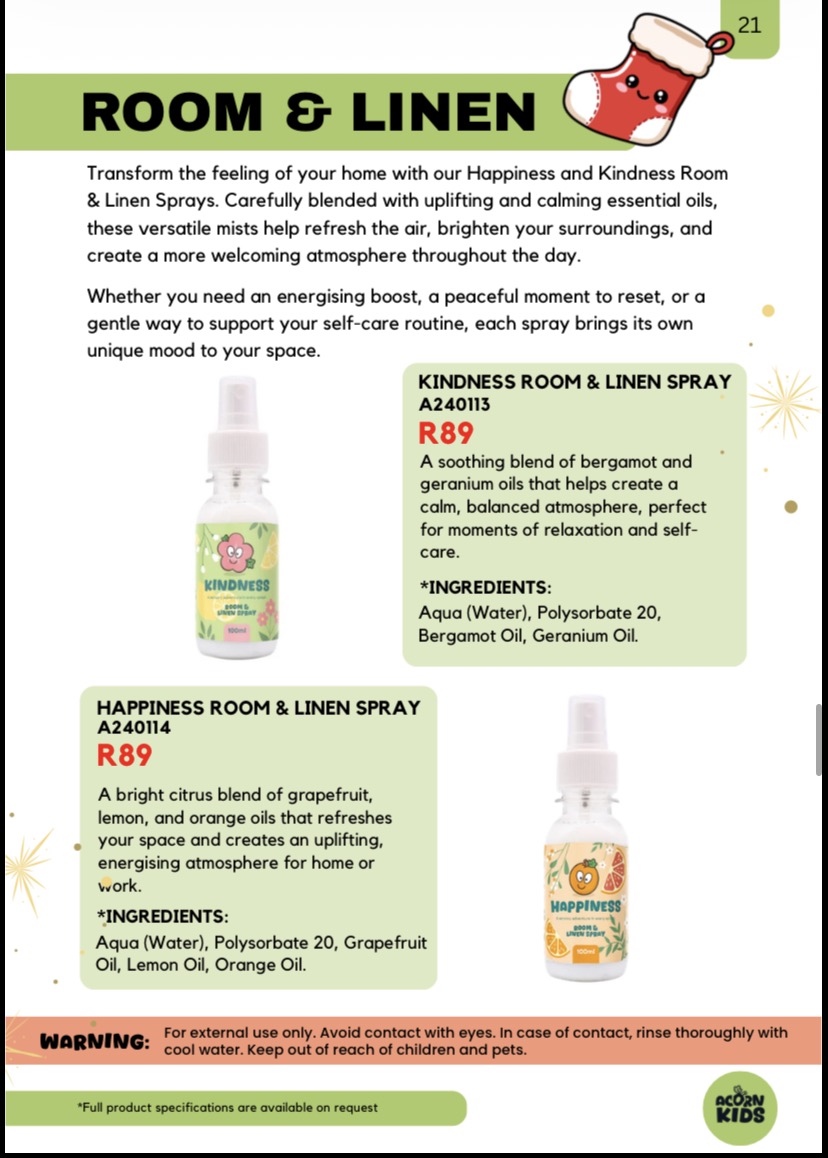 21
ROOM & LINEN
Transform the feeling of your home with our Happiness and Kindness Room
& Linen Sprays. Carefully blended with uplifting and calming essential oils,
these versatile mists help refresh the air, brighten your surroundings, and
create a more welcoming atmosphere throughout the day.
Whether you need an energising boost, a peaceful moment to reset, or a
gentle way to support your self-care routine, each spray brings its own
unique mood to your space.
KINDNESS ROOM & LINEN SPRAY
A240113
R89
A soothing blend of bergamot and
geranium oils that helps create a
calm, balanced atmosphere, perfect
for moments of relaxation and self-
care.
*INGREDIENTS:
Aqua (Water), Polysorbate 20,
Bergamot Oil, Geranium Oil.
KINDNESS
ROOM &
LINEN SPRAY
100ml
HAPPINESS ROOM & LINEN SPRAY
A240114
R89
A bright citrus blend of grapefruit,
lemon, and orange oils that refreshes
your space and creates an uplifting,
energising atmosphere for home or
work.
*INGREDIENTS:
Aqua (Water), Polysorbate 20, Grapefruit
Oil, Lemon Oil, Orange Oil.
HAPPINESS
ROOM &
LINEN SPRAY
100ml
WARNING:
For external use only. Avoid contact with eyes. In case of contact, rinse thoroughly with
cool water. Keep out of reach of children and pets.
*Full product specifications are available on request
ACORN
KIDS